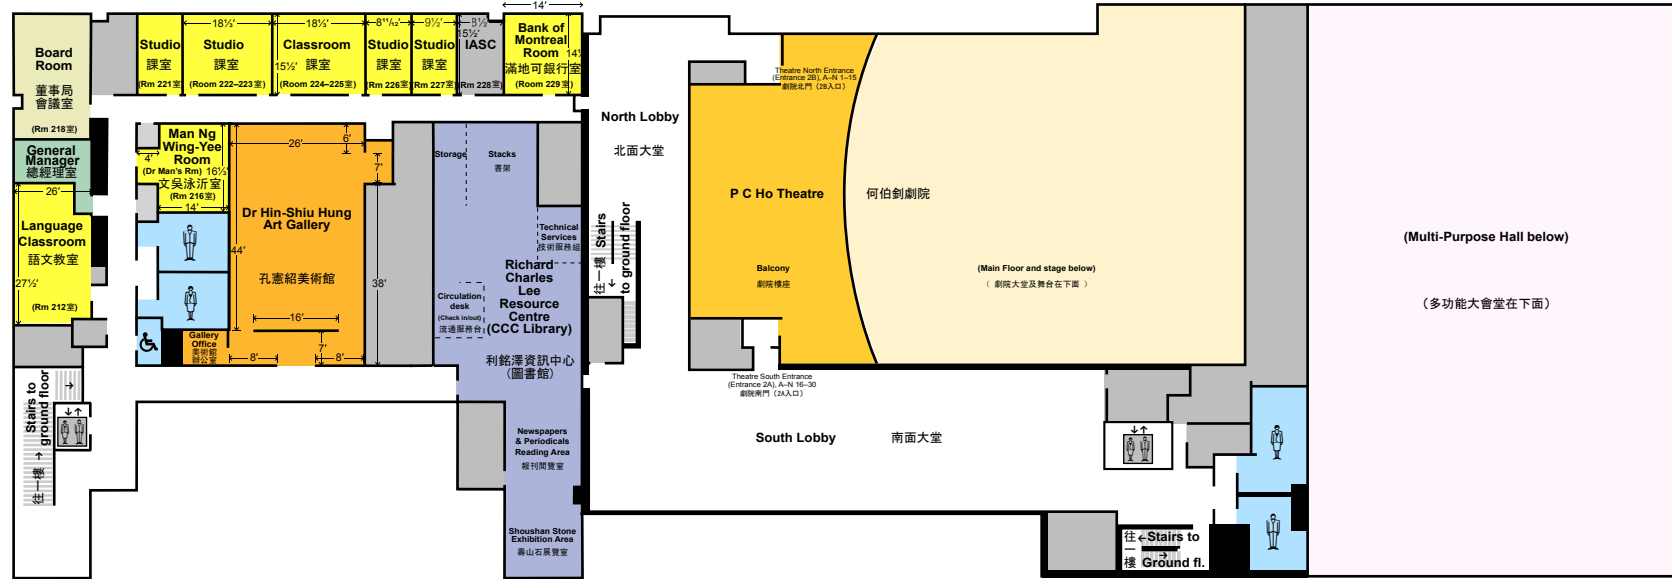 Board
Room
董事局
會議室
(Rm 218室)
General
Manager
總經理室
26′
Language
Classroom
語文教室
27½′
(Rm 212室)
Studio
課室
(Rm 221室)
18⅓′
Studio
課室
(Room 222–223室)
18⅓′
Classroom
課室
15½′
(Room 224–225室)
8¹¹/₁₂′
Studio
課室
(Rm 226室)
9½′
Studio
課室
(Rm 227室)
8½
15½′
IASC
(Rm 228室)
14′
Bank of
Montreal
Room
14′
滿地可銀行室
(Room 229室)
Man Ng
Wing-Yee
Room
4′
(Dr Man's Rm)
16⅓′
文吳泳沂室
(Rm 216室)
14′
26′
6′
7′
Dr Hin-Shiu Hung
Art Gallery
44′
孔憲紹美術館
38′
16′
7′
8′
8′
Gallery
Office
美術館
辦公室
Storage
Stacks
書架
Technical
Services
技術服務組
Richard
Charles
Lee
Resource
Centre
(CCC Library)
利銘澤資訊中心
（圖書館）
Circulation
desk
(Check in/out)
流通服務台
Newspapers
& Periodicals
Reading Area
報刊閱覽室
Shoushan Stone
Exhibition Area
壽山石展覽室
Stairs to
ground floor
往一樓
North Lobby
北面大堂
往一樓
Stairs
to ground floor
Theatre North Entrance
(Entrance 2B), A–N 1–15
劇院北門（2B入口）
P C Ho Theatre
何伯釗劇院
Balcony
劇院樓座
(Main Floor and stage below)
（ 劇院大堂及舞台在下面 ）
Theatre South Entrance
(Entrance 2A), A–N 16–30
劇院南門（2A入口）
South Lobby
南面大堂
往一樓
Stairs to
Ground fl.
(Multi-Purpose Hall below)
（多功能大會堂在下面）